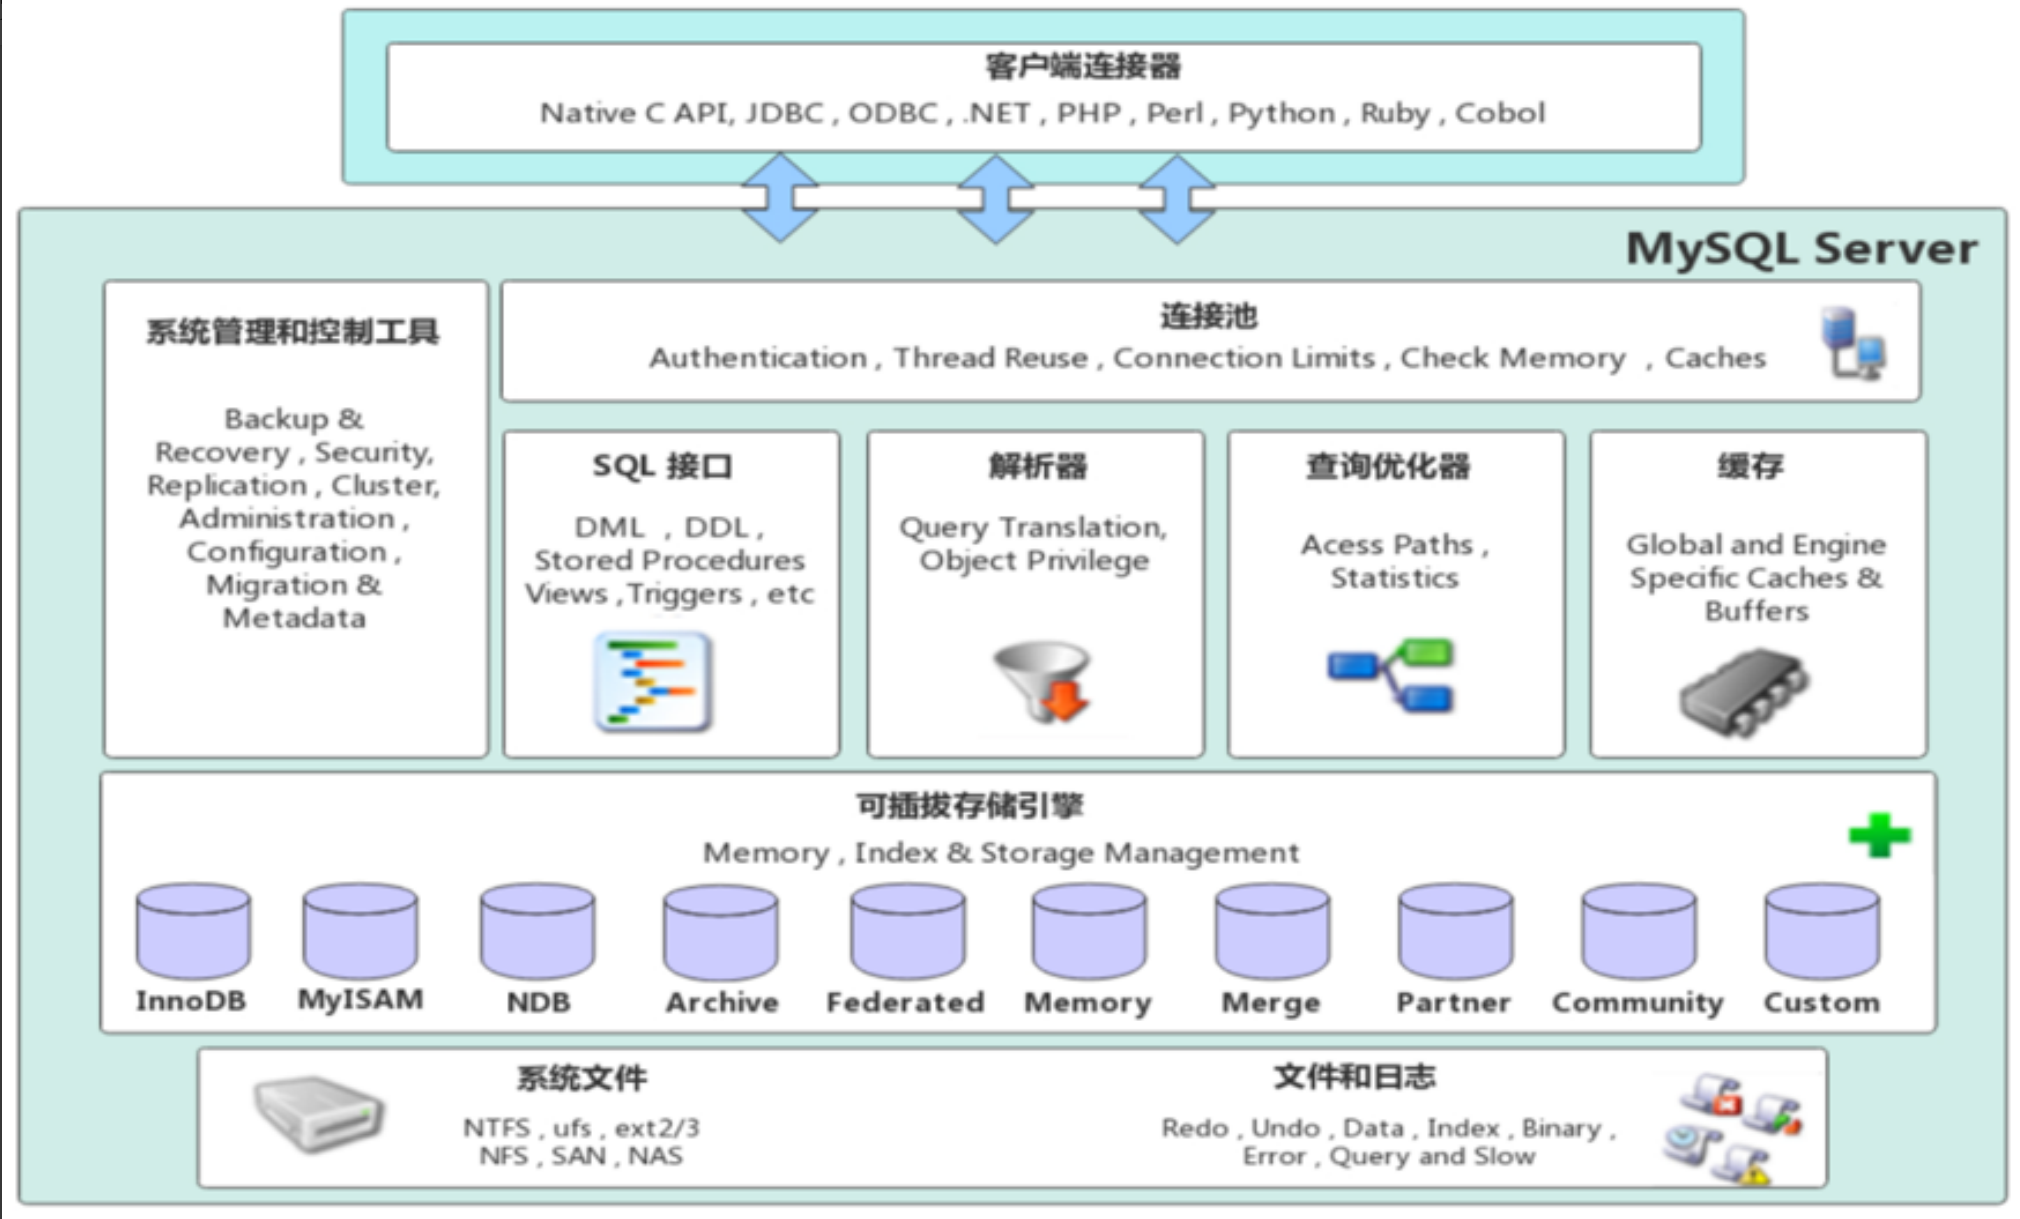 客户端连接器
Native C API, JDBC , ODBC , .NET , PHP , Perl , Python , Ruby , Cobol
MySQL Server
系统管理和控制工具
Backup &
Recovery , Security,
Replication , Cluster,
Administration ,
Configuration ,
Migration &
Metadata
连接池
Authentication , Thread Reuse , Connection Limits , Check Memory , Caches
SQL 接口
DML , DDL ,
Stored Procedures
Views ,Triggers , etc
解析器
Query Translation,
Object Privilege
查询优化器
Acess Paths ,
Statistics
缓存
Global and Engine
Specific Caches &
Buffers
可插拔存储引擎
Memory , Index & Storage Management
InnoDB
MyISAM
NDB
Archive
Federated
Memory
Merge
Partner
Community
Custom
系统文件
NTFS , ufs , ext2/3
NFS , SAN , NAS
文件和日志
Redo , Undo , Data , Index , Binary ,
Error , Query and Slow